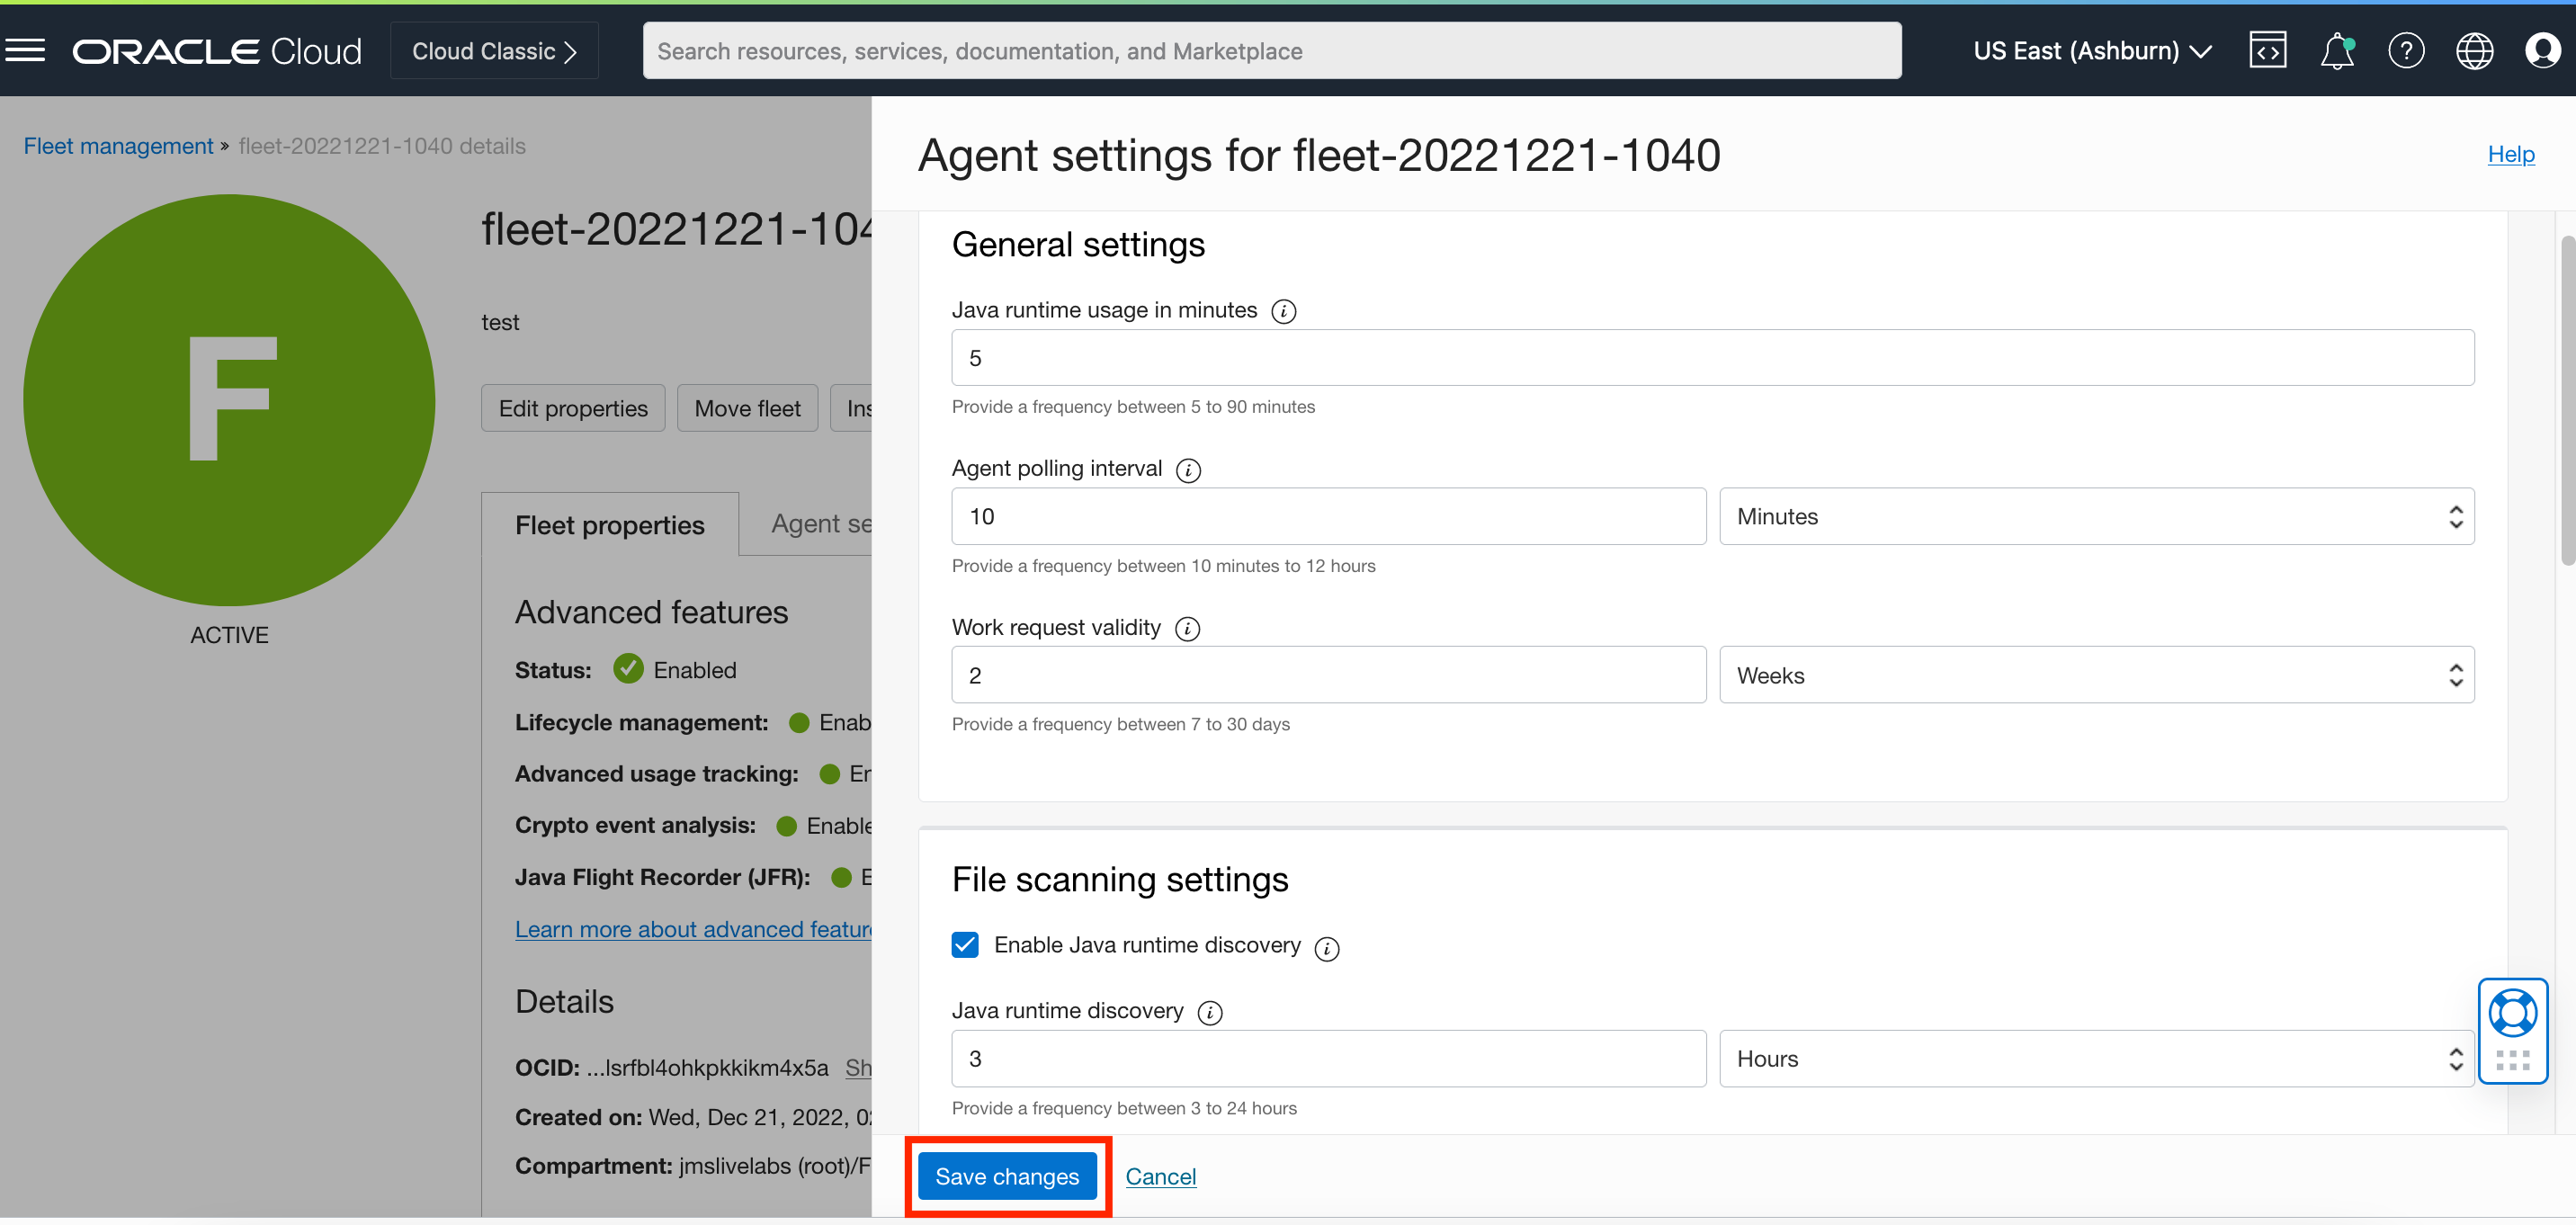 ORACLE Cloud
Cloud Classic
Search resources, services, documentation, and Marketplace
US East (Ashburn)
Fleet management » fleet-20221221-1040 details
F
ACTIVE
fleet-20221221-104
test
Edit properties
Move fleet
Ins
Fleet properties
Agent se
Advanced features
Status: Enabled
Lifecycle management: Enab
Advanced usage tracking: En
Crypto event analysis: Enable
Java Flight Recorder (JFR): E
Learn more about advanced feature
Details
OCID: ...lsrfbl4ohkpkkikm4x5a Sh
Created on: Wed, Dec 21, 2022, 02
Compartment: jmslivelabs (root)/F
Agent settings for fleet-20221221-1040
Help
General settings
Java runtime usage in minutes
5
Provide a frequency between 5 to 90 minutes
Agent polling interval
10
Minutes
Provide a frequency between 10 minutes to 12 hours
Work request validity
2
Weeks
Provide a frequency between 7 to 30 days
File scanning settings
Enable Java runtime discovery
Java runtime discovery
3
Hours
Provide a frequency between 3 to 24 hours
Save changes
Cancel